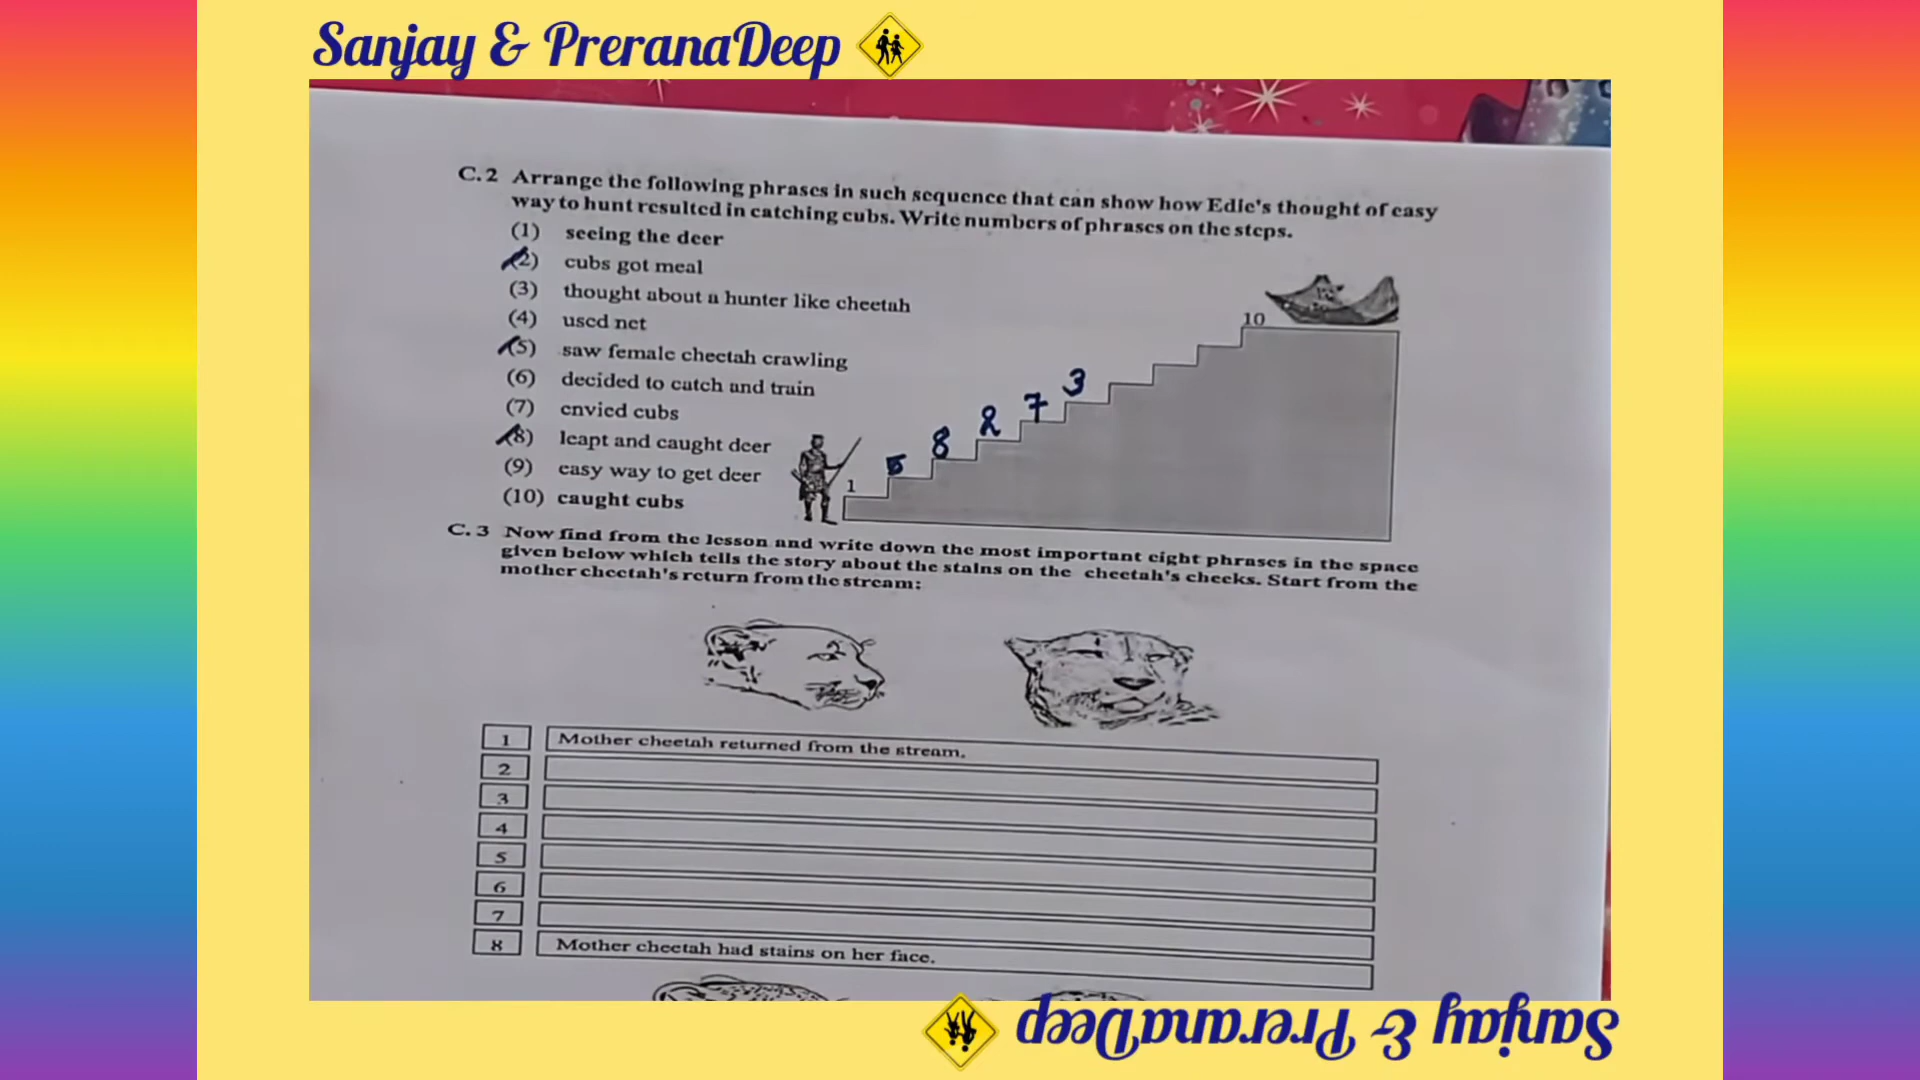 Sanjay & PreranaDeep
C.2 Arrange the following phrases in such sequence that can show how Edie's thought of easy
way to hunt resulted in catching cubs. Write numbers of phrases on the steps.
(1) seeing the deer
(2) cubs got meal
(3) thought about a hunter like cheetah
(4) used net
(5) saw female cheetah crawling
(6) decided to catch and train
(7) envied cubs
(8) leapt and caught deer
(9) easy way to get deer
(10) caught cubs
1
5
8
2
7
3
10
C.3 Now find from the lesson and write down the most important eight phrases in the space
given below which tells the story about the stains on the cheetah's cheeks. Start from the
mother cheetah's return from the stream:
1 Mother cheetah returned from the stream.
2
3
4
5
6
7
8 Mother cheetah had stains on her face.
Sanjay & PreranaDeep